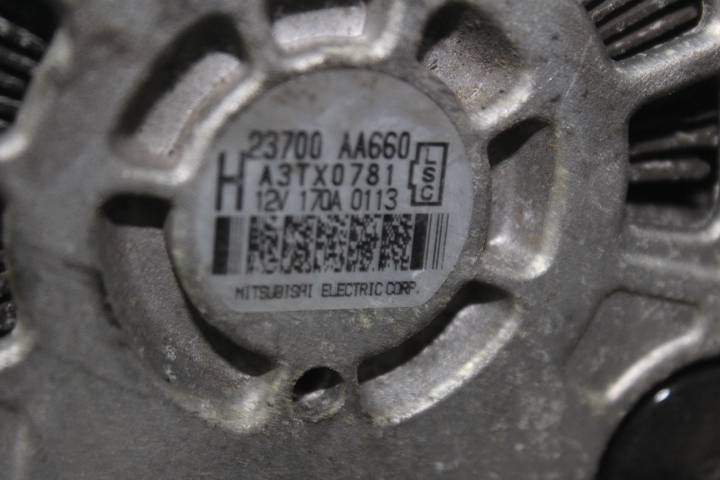 23700 AA660
H A3TX0781 LSC
12V 170A 0113
MITSUBISHI ELECTRIC CORP.